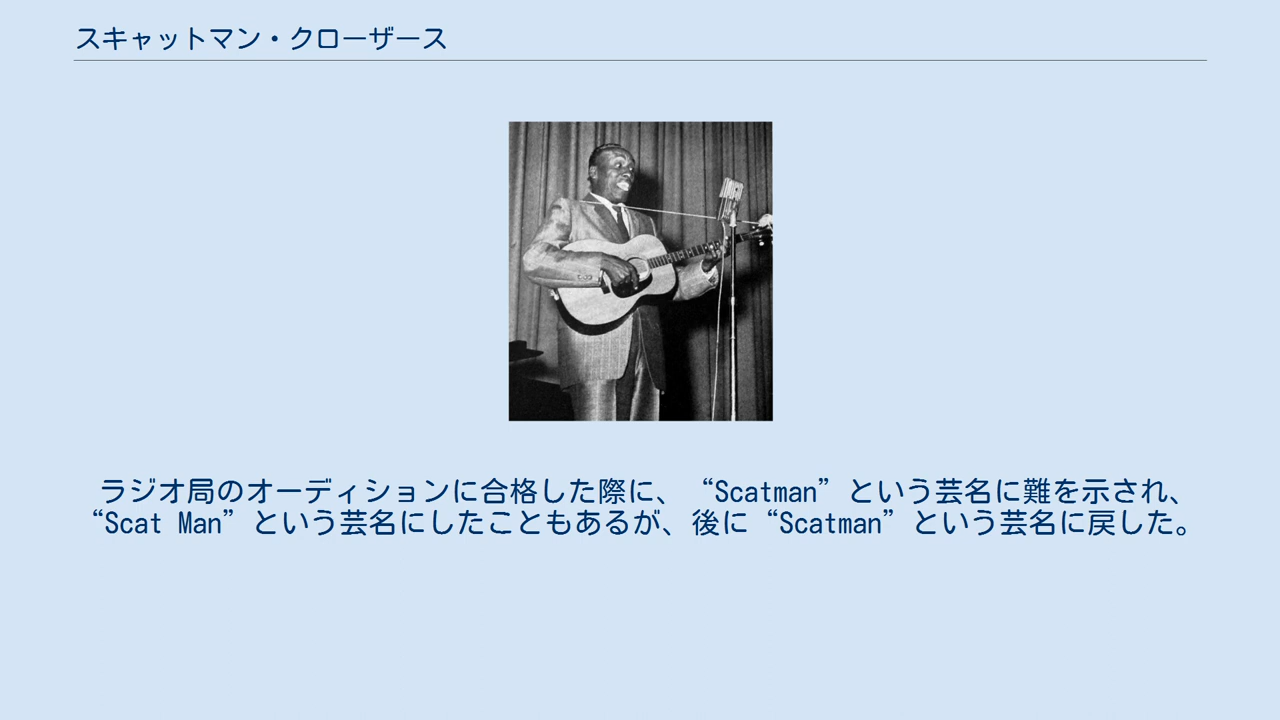 スキャットマン・クローザース
ラジオ局のオーディションに合格した際に、“Scatman”という芸名に難を示され、
“Scat Man”という芸名にしたこともあるが、後に“Scatman”という芸名に戻した。